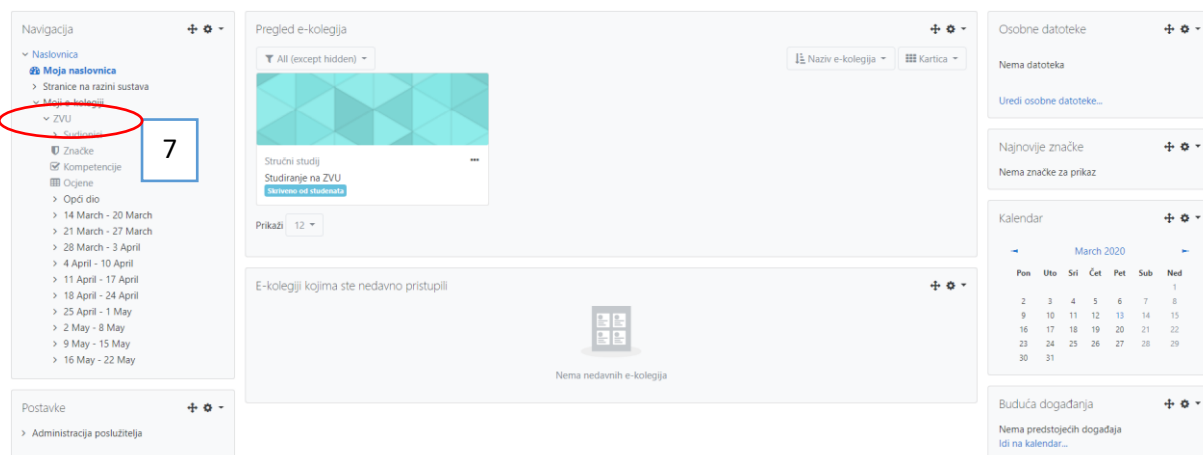 Navigacija
Naslovnica
Moja naslovnica
Stranice na razini sustava
Moji e-kolegiji
ZVU
Sudionici
Značke
Kompetencije
Ocjene
Opći dio
14 March - 20 March
21 March - 27 March
28 March - 3 April
4 April - 10 April
11 April - 17 April
18 April - 24 April
25 April - 1 May
2 May - 8 May
9 May - 15 May
16 May - 22 May
7
Postavke
Administracija poslužitelja
Pregled e-kolegija
All (except hidden)
Naziv e-kolegija
Kartica
Stručni studij
Studiranje na ZVU
Skriveno od studenata
Prikaži 12
E-kolegiji kojima ste nedavno pristupili
Nema nedavnih e-kolegija
Osobne datoteke
Nema datoteka
Uredi osobne datoteke...
Najnovije značke
Nema značke za prikaz
Kalendar
March 2020
Pon Uto Sri Čet Pet Sub Ned
1
2 3 4 5 6 7 8
9 10 11 12 13 14 15
16 17 18 19 20 21 22
23 24 25 26 27 28 29
30 31
Buduća događanja
Nema predstojećih događaja
Idi na kalendar...